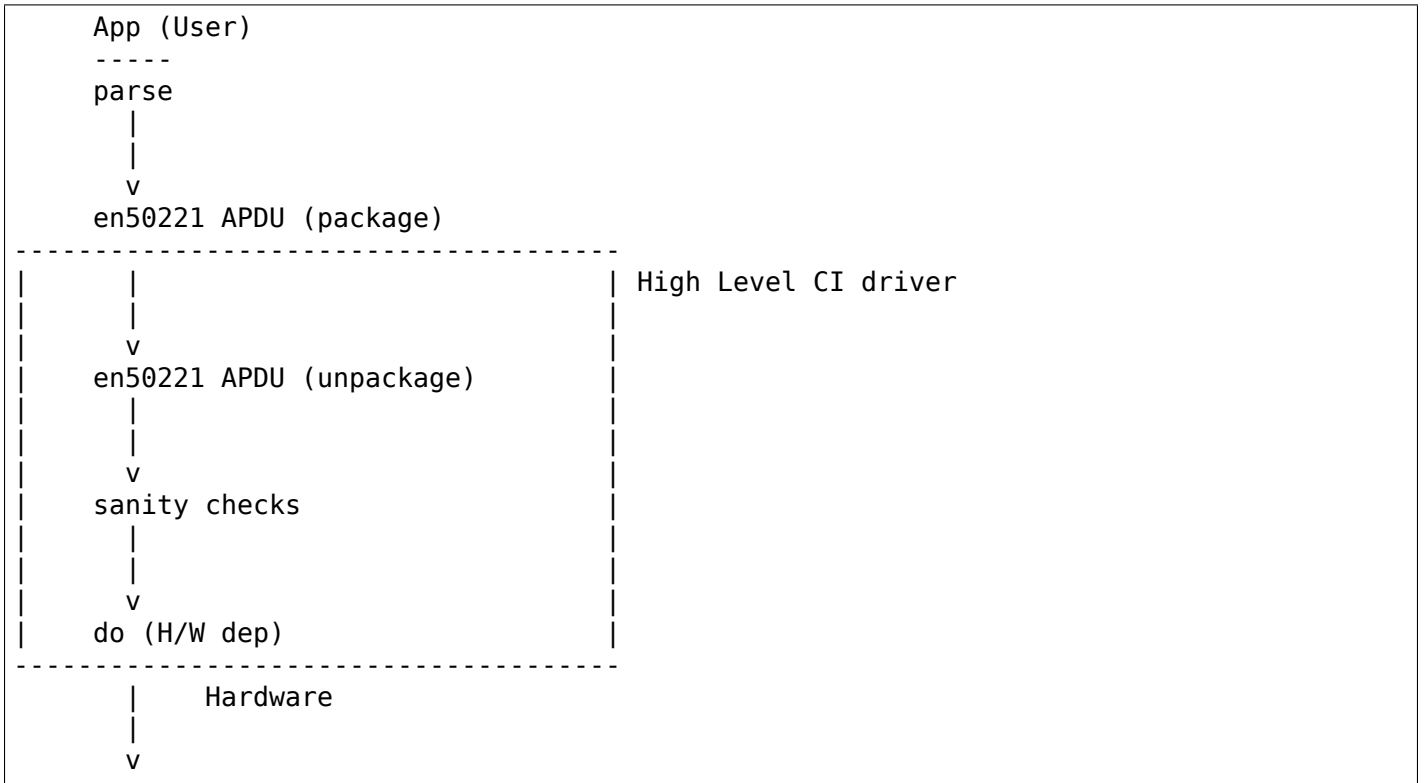 App (User)
-----
parse
|
|
v
en50221 APDU (package)
---------------------------------------
| | | High Level CI driver
| | |
| v |
| en50221 APDU (unpackage) |
| | |
| | |
| v |
| sanity checks |
| | |
| | |
| v |
| do (H/W dep) |
---------------------------------------
| Hardware
|
v